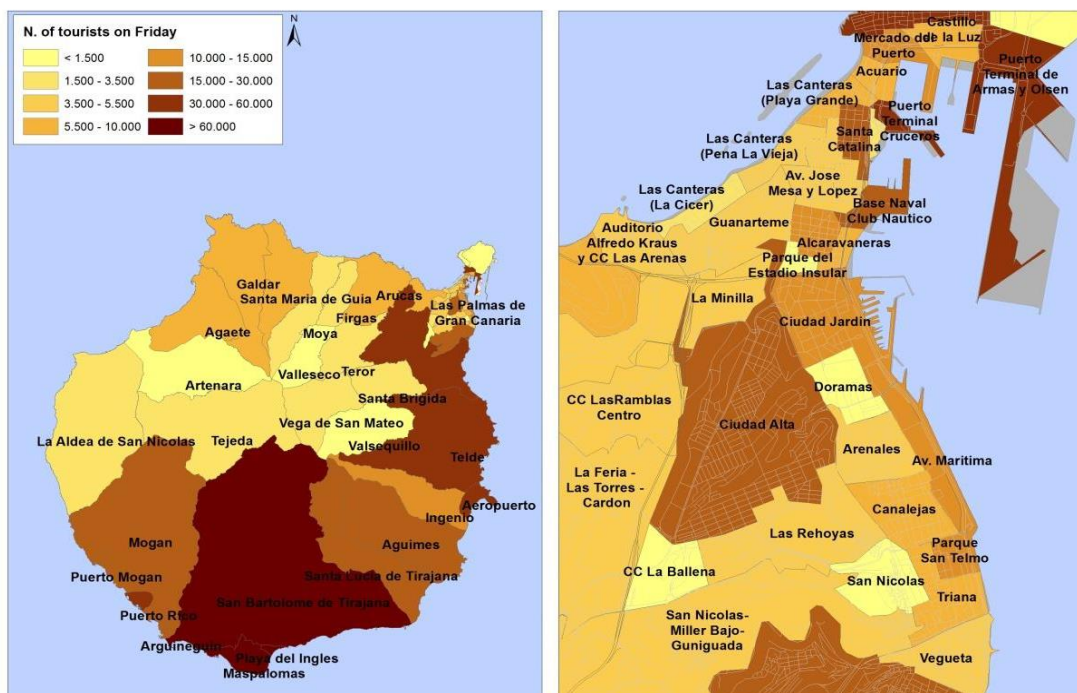 N. of tourists on Friday
< 1.500
1.500 - 3.500
3.500 - 5.500
5.500 - 10.000
10.000 - 15.000
15.000 - 30.000
30.000 - 60.000
> 60.000
N
Galdar
Santa Maria de Guia
Arucas
Las Palmas de
Gran Canaria
Firgas
Agaete
Moya
Artenara
Valleseco
Teror
Santa Brigida
Vega de San Mateo
La Aldea de San Nicolas
Tejeda
Valsequillo
Telde
Aeropuerto
Ingenio
Mogan
Aguimes
Puerto Mogan
Santa Lucia de Tirajana
San Bartolome de Tirajana
Puerto Rico
Arguineguin
Playa del Ingles
Maspalomas
Castillo
de la Luz
Mercado del
Puerto
Puerto
Terminal de
Armas y Olsen
Acuario
Las Canteras
(Playa Grande)
Puerto
Terminal
Cruceros
Santa
Catalina
Las Canteras
(Pena La Vieja)
Av. Jose
Mesa y Lopez
Las Canteras
(La Cicer)
Base Naval
Club Nautico
Guanarteme
Auditorio
Alfredo Kraus
y CC Las Arenas
Alcaravaneras
Parque del
Estadio Insular
La Minilla
Ciudad Jardin
Doramas
CC LasRamblas
Centro
Ciudad Alta
Arenales
Av. Maritima
La Feria -
Las Torres -
Cardon
Canalejas
Las Rehoyas
Parque
San Telmo
CC La Ballena
San Nicolas
Triana
San Nicolas-
Miller Bajo-
Guniguada
Vegueta